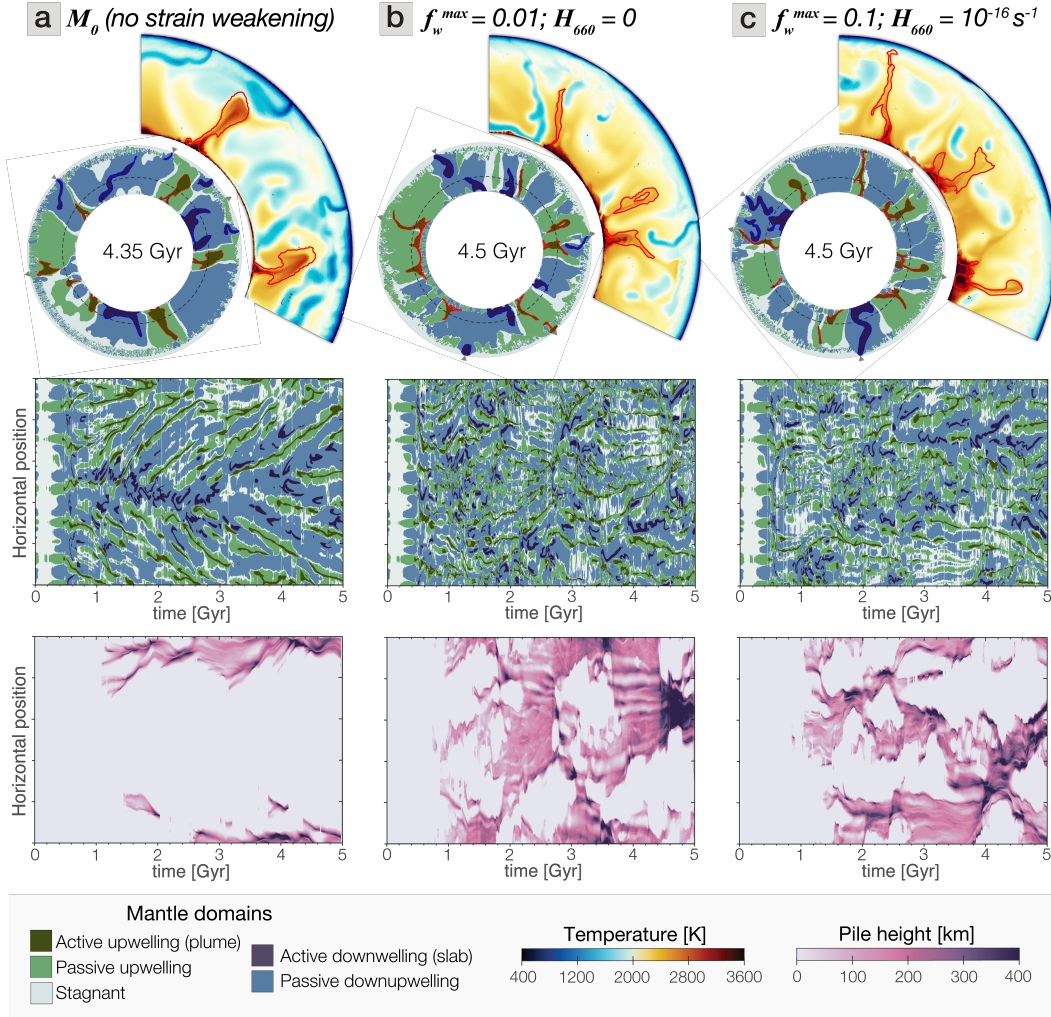 a M₀ (no strain weakening)
b f_w^max = 0.01; H₆₆₀ = 0
c f_w^max = 0.1; H₆₆₀ = 10⁻¹⁶ s⁻¹
4.35 Gyr
4.5 Gyr
4.5 Gyr
Horizontal position
0 1 2 3 4 5
time [Gyr]
0 1 2 3 4 5
time [Gyr]
0 1 2 3 4 5
time [Gyr]
Horizontal position
0 1 2 3 4 5
time [Gyr]
0 1 2 3 4 5
time [Gyr]
0 1 2 3 4 5
time [Gyr]
Mantle domains
Active upwelling (plume)
Passive upwelling
Stagnant
Active downwelling (slab)
Passive downupwelling
Temperature [K]
400 1200 2000 2800 3600
Pile height [km]
0 100 200 300 400